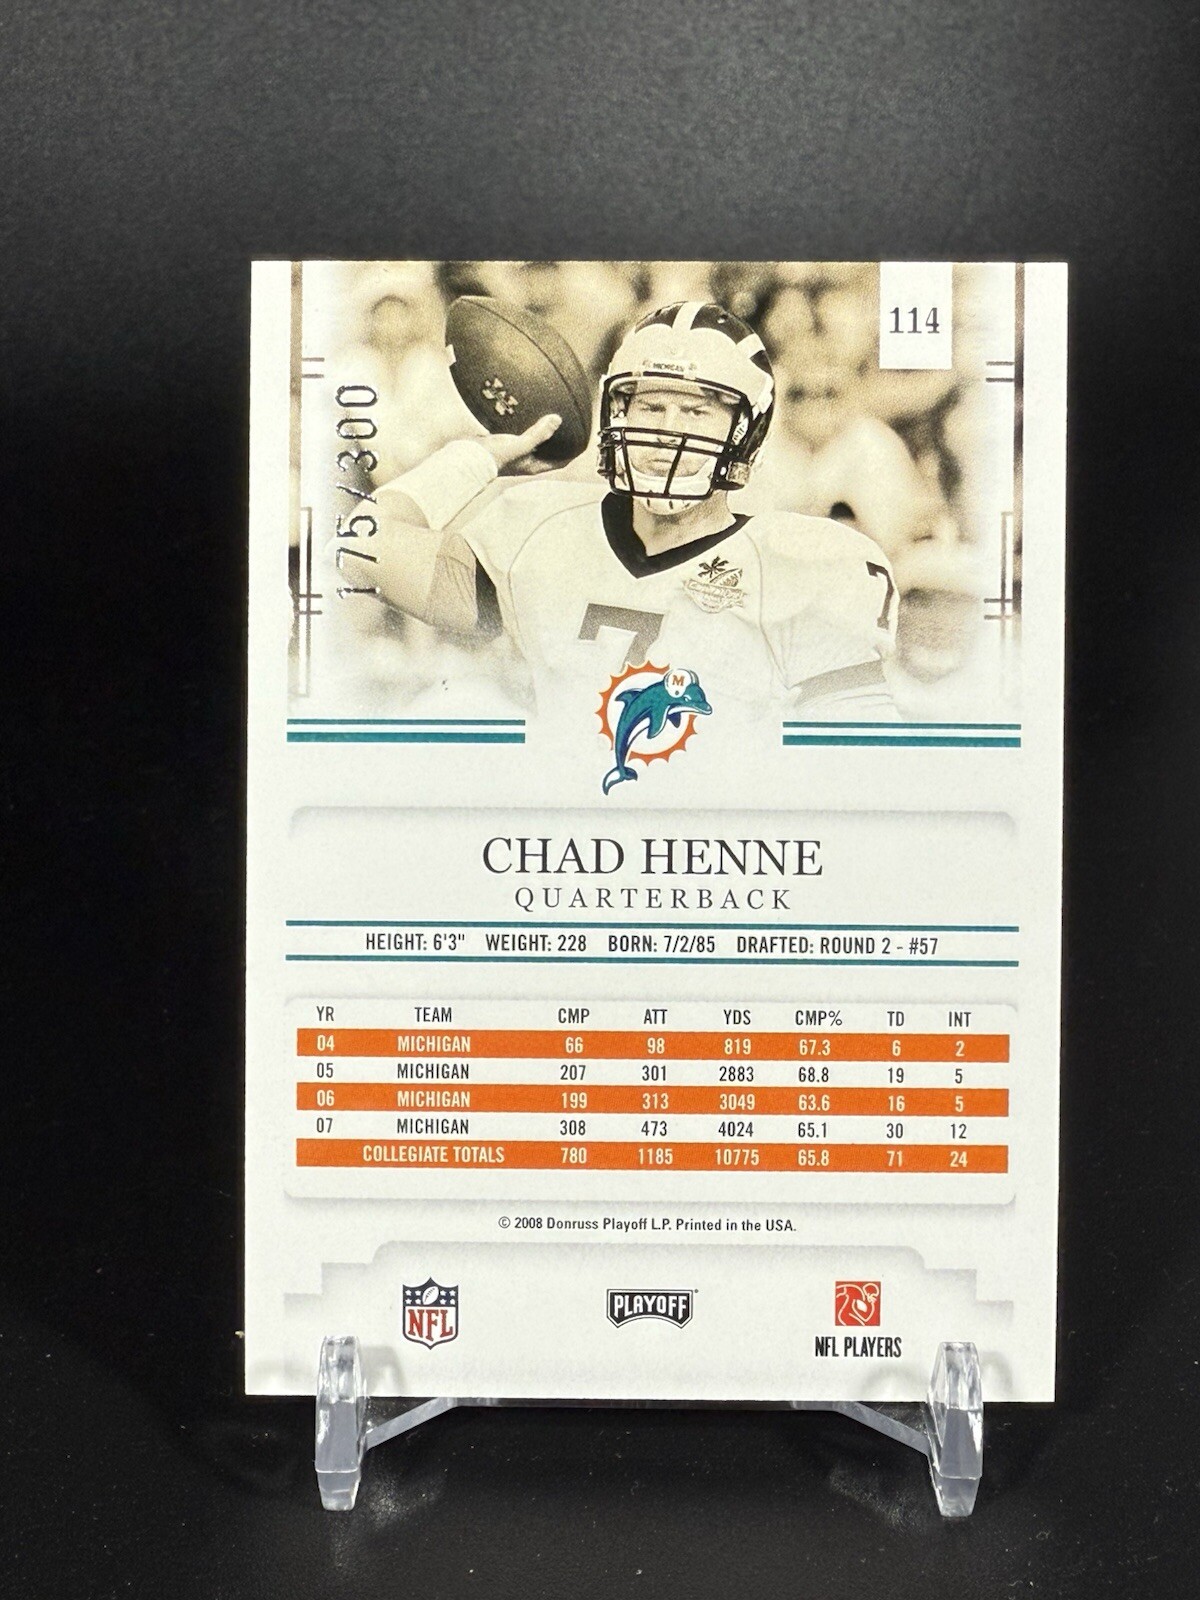 114
175/300
MICHIGAN
7
7
M
CHAD HENNE
QUARTERBACK
HEIGHT: 6'3" WEIGHT: 228 BORN: 7/2/85 DRAFTED: ROUND 2 - #57
YR TEAM CMP ATT YDS CMP% TD INT
04 MICHIGAN 66 98 819 67.3 6 2
05 MICHIGAN 207 301 2883 68.8 19 5
06 MICHIGAN 199 313 3049 63.6 16 5
07 MICHIGAN 308 473 4024 65.1 30 12
COLLEGIATE TOTALS 780 1185 10775 65.8 71 24
© 2008 Donruss Playoff L.P. Printed in the USA.
NFL
PLAYOFF
NFL PLAYERS